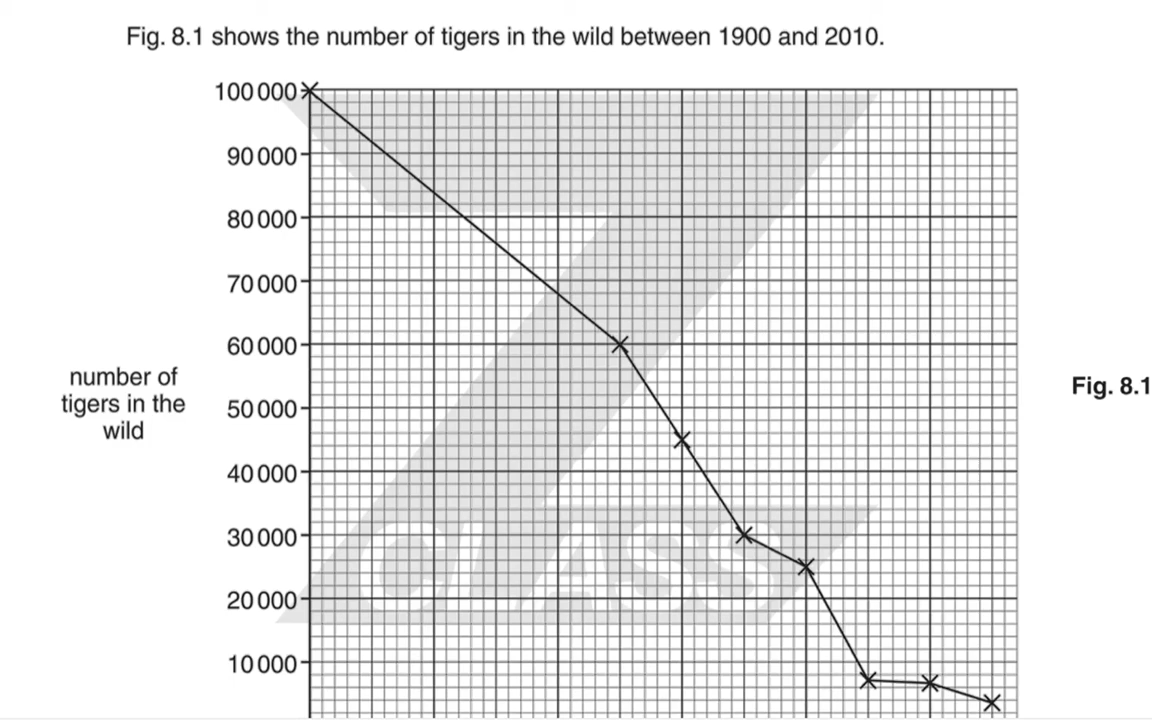 Fig. 8.1 shows the number of tigers in the wild between 1900 and 2010.
100 000
90 000
80 000
70 000
60 000
50 000
40 000
30 000
20 000
10 000
number of
tigers in the
wild
Fig. 8.1
CLASS